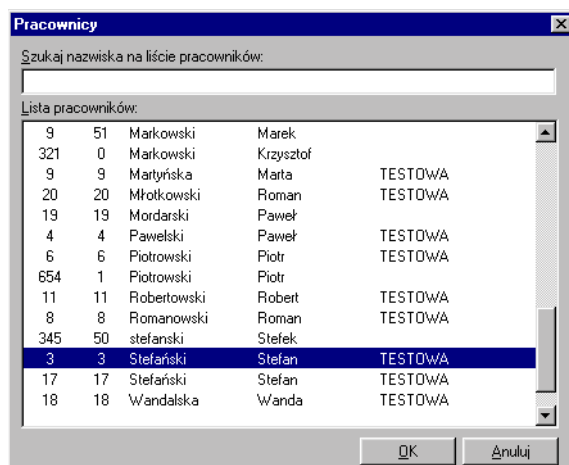 Pracownicy
Szukaj nazwiska na liście pracowników:
Lista pracowników:
9 51 Markowski Marek
321 0 Markowski Krzysztof
9 9 Martyńska Marta TESTOWA
20 20 Młotkowski Roman TESTOWA
19 19 Mordarski Paweł
4 4 Pawelski Paweł TESTOWA
6 6 Piotrowski Piotr TESTOWA
654 1 Piotrowski Piotr
11 11 Robertowski Robert TESTOWA
8 8 Romanowski Roman TESTOWA
345 50 stefanski Stefek
3 3 Stefański Stefan TESTOWA
17 17 Stefański Stefan TESTOWA
18 18 Wandalska Wanda TESTOWA
OK Anuluj